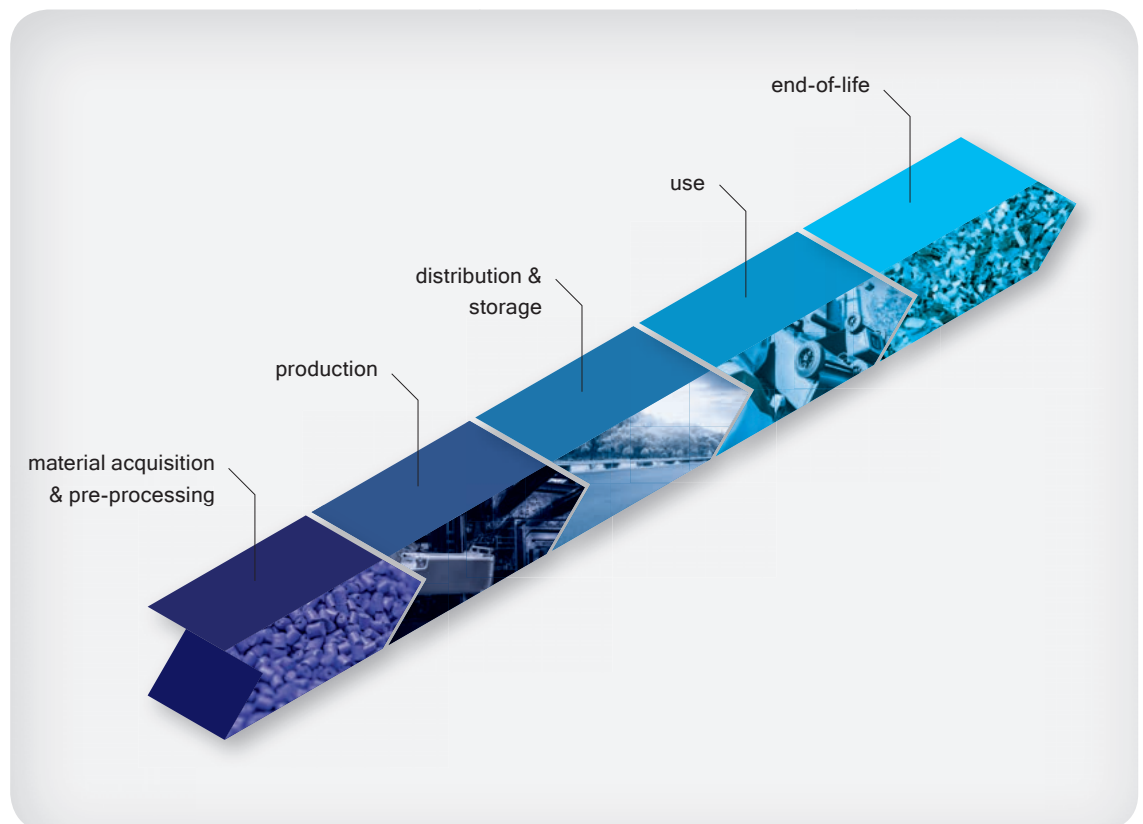 end-of-life
use
distribution &
storage
production
material acquisition
& pre-processing